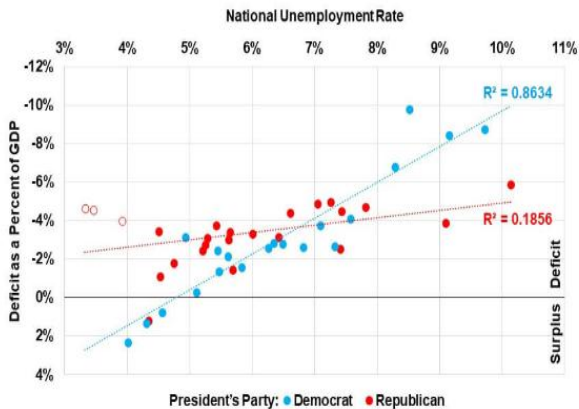 National Unemployment Rate
3% 4% 5% 6% 7% 8% 9% 10% 11%
-12%
-10%
-8%
-6%
-4%
-2%
0%
2%
4%
Deficit as a Percent of GDP
R² = 0.8634
R² = 0.1856
Surplus Deficit
President's Party: Democrat Republican